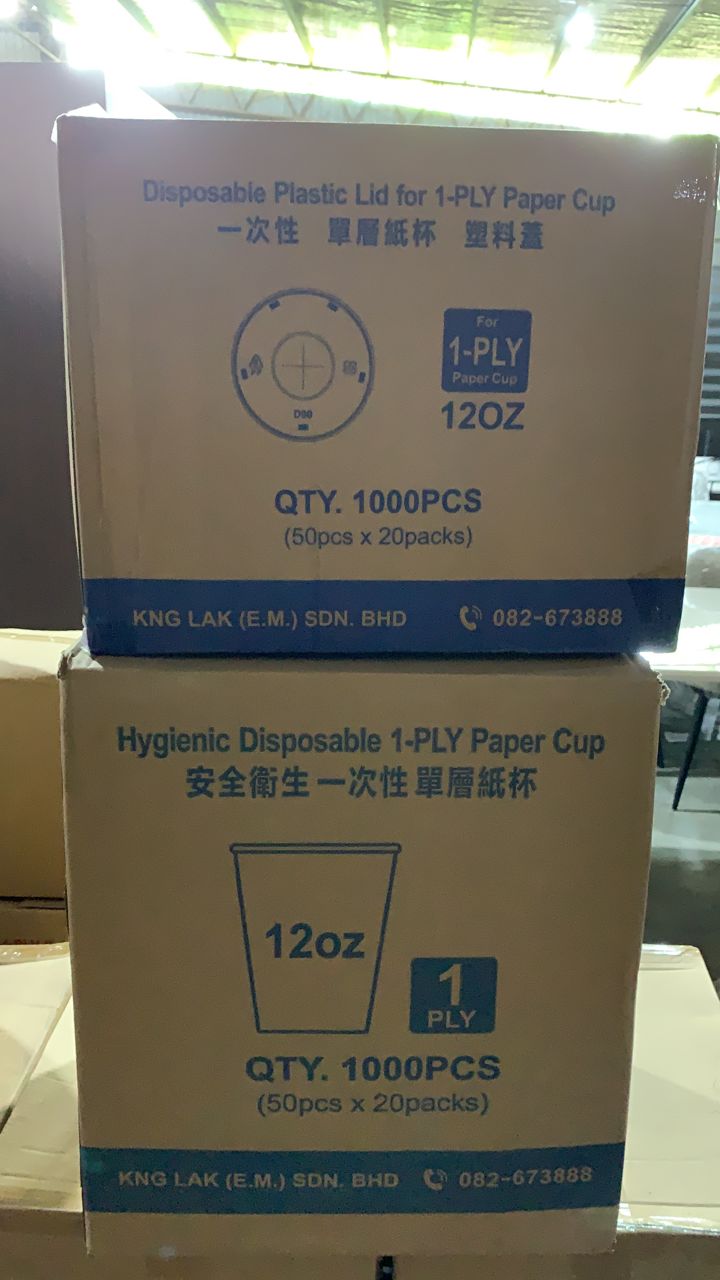 Disposable Plastic Lid for 1-PLY Paper Cup
一次性 單層紙杯 塑料蓋
For
1-PLY
Paper Cup
12OZ
D90
QTY. 1000PCS
(50pcs x 20packs)
KNG LAK (E.M.) SDN. BHD 082-673888
Hygienic Disposable 1-PLY Paper Cup
安全衛生一次性單層紙杯
12oz
1
PLY
QTY. 1000PCS
(50pcs x 20packs)
KNG LAK (E.M.) SDN. BHD 082-673888